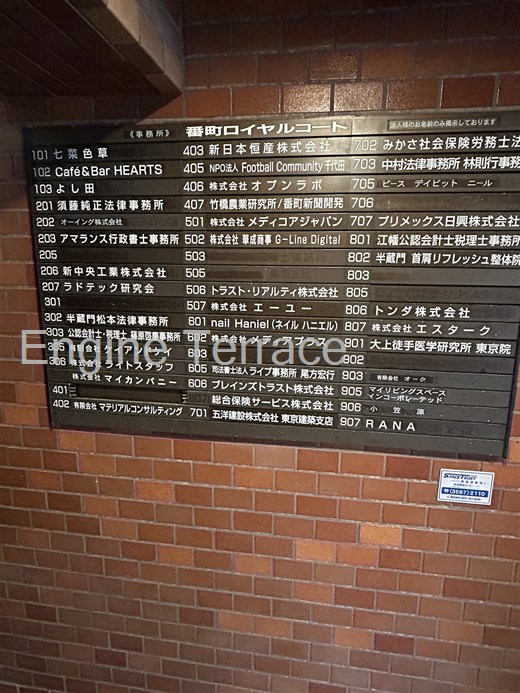 《事務所》 番町ロイヤルコート 法人様のお名前のみ掲示しております
101 七菜色草
102 Café & Bar HEARTS
103 よし田
201 須藤純正法律事務所
202 オーイング株式会社
203 アマランス行政書士事務所
205
206 新中央工業株式会社
207 ラドテック研究会
301
302 半蔵門松本法律事務所
303 公認会計士・税理士 篠原啓廣事務所
305 株式会社
306 株式会社 ライトスタッフ
株式会社 マイカンパニー
401
402 有限会社 マテリアルコンサルティング
403 新日本恒産株式会社
405 NPO法人 Football Community 千代田
406 株式会社 オプンラボ
407 竹橋農業研究所/番町新聞開発
501 株式会社 メディコアジャパン
502 株式会社 華成商事 G-Line Digital
503
505
506 トラスト・リアルティ株式会社
507 株式会社 エーユー
601 nail Haniel (ネイル ハニエル)
602 株式会社 メディ
605 司法書士法人 ライブ事務所 尾方宏行
606 ブレインズトラスト株式会社
607 総合保険サービス株式会社
701 五洋建設株式会社 東京建築支店
702 みかさ社会保険労務士法
703 中村法律事務所 林則行事務
705 ピース デイビット ニール
706
707 プリメックス日興株式会社
801 江幡公認会計士税理士事務所
802 半蔵門 首肩リフレッシュ整体院
803
805
806 トンダ株式会社
807 株式会社 エスターク
901 大上徒手医学研究所 東京院
902
903 有限会社 オーク
905 マイリビングスペース
インコーポレーテッド
906 小笠原
907 RANA
Engine Terrace
SPACETRUST
☎(3587)2110